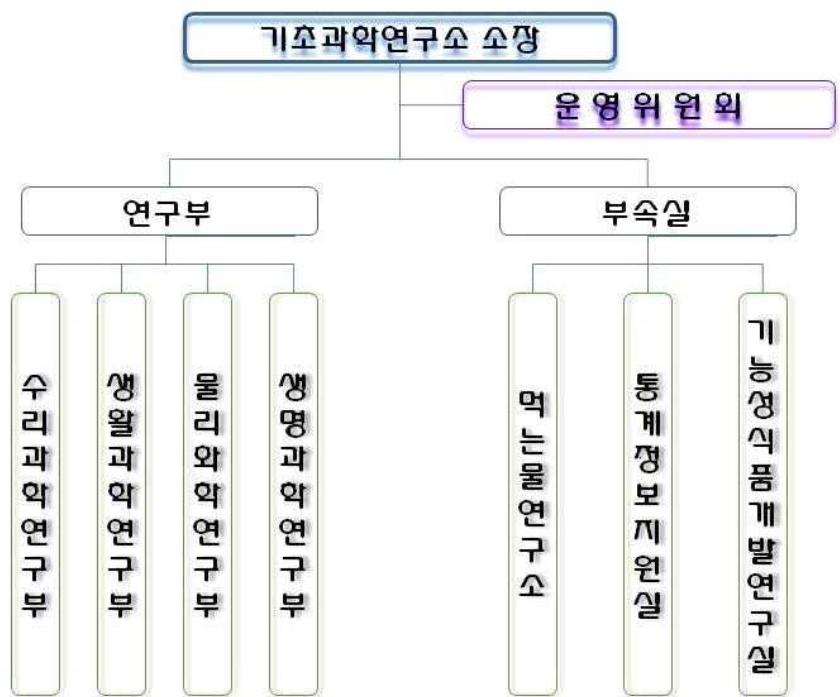 기초과학연구소 소장
운영위원회
연구부
부속실
수리과학연구부
생활과학연구부
물리화학연구부
생명과학연구부
먹는물연구소
통계정보지원실
기능성식품개발연구실